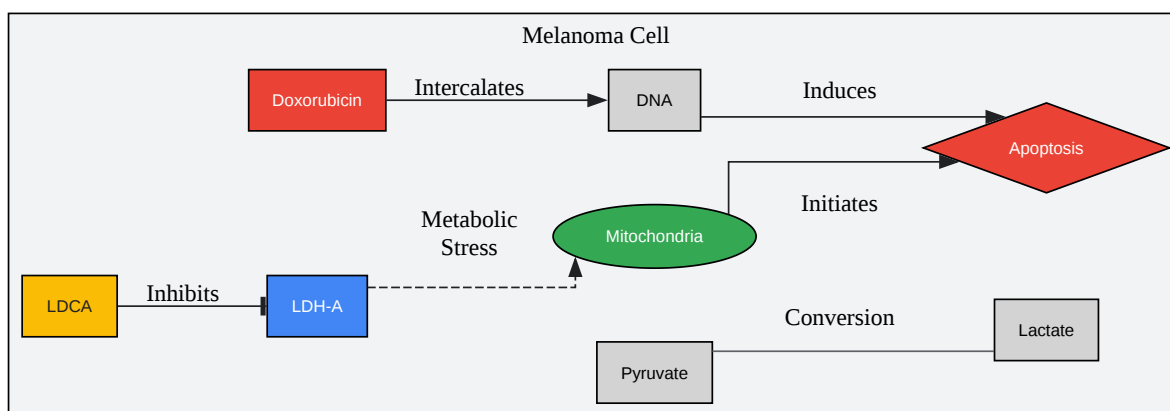 Melanoma Cell
Doxorubicin
Intercalates
DNA
Induces
Apoptosis
Metabolic
Stress
Mitochondria
Initiates
LDCA
Inhibits
LDH-A
Conversion
Lactate
Pyruvate